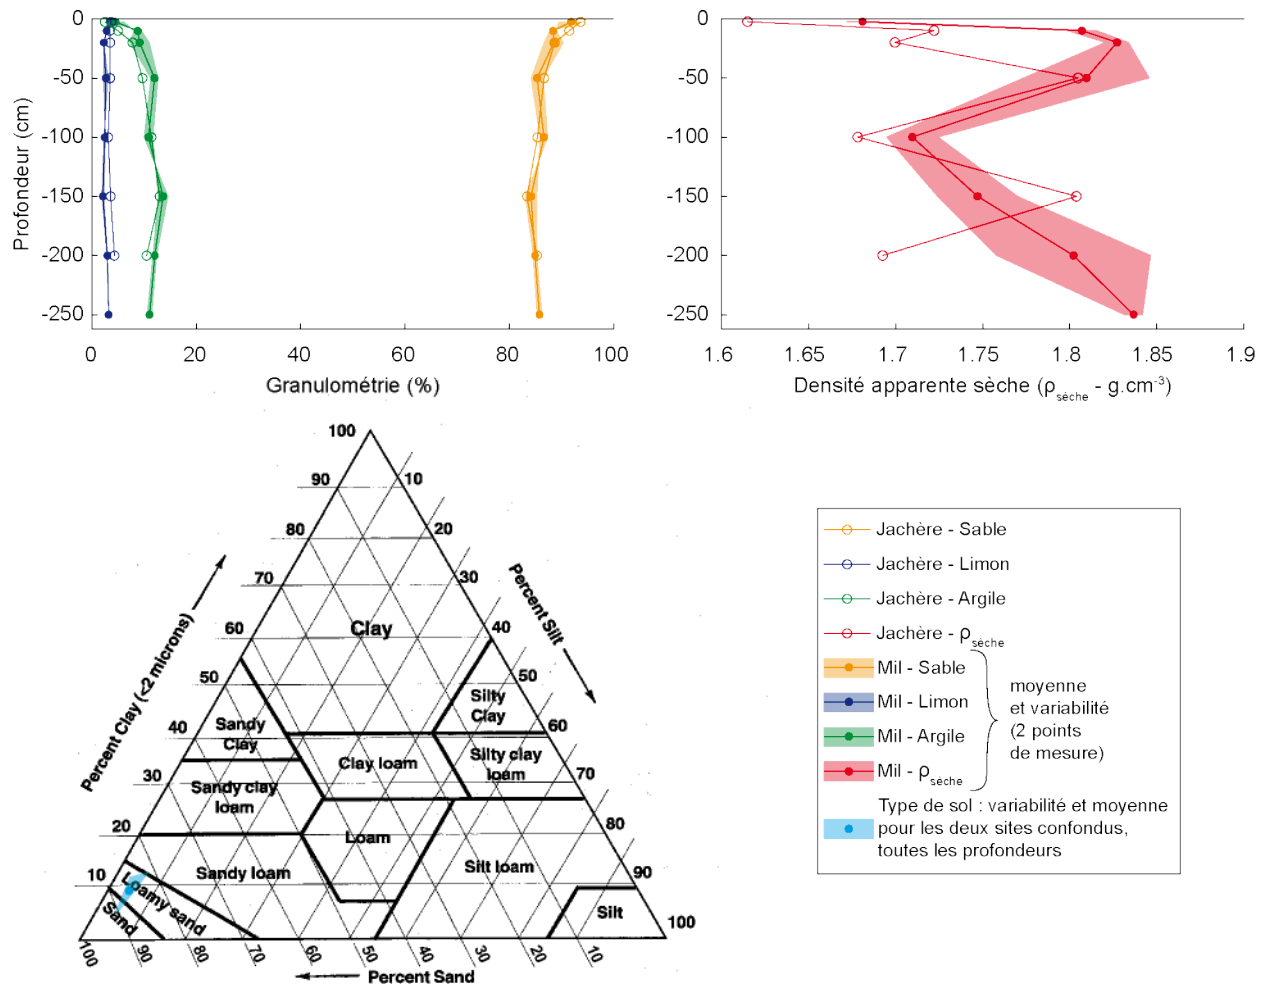 0
-50
-100
-150
-200
-250
Profondeur (cm)
0
20
40
60
80
100
Granulométrie (%)
0
-50
-100
-150
-200
-250
1.6
1.65
1.7
1.75
1.8
1.85
1.9
Densité apparente sèche (ρsèche - g.cm-3)
100
90
80
70
60
50
40
30
20
10
Percent Clay (<2 microns)
10
20
30
40
50
60
70
80
90
100
Percent Silt
Clay
Silty
Clay
Sandy
Clay
Clay loam
Silty clay
loam
Sandy clay
loam
Loam
Sandy loam
Silt loam
Loamy sand
Sand
Silt
100
90
80
70
60
50
40
30
20
10
Percent Sand
Jachère - Sable
Jachère - Limon
Jachère - Argile
Jachère - ρsèche
Mil - Sable
Mil - Limon
Mil - Argile
Mil - ρsèche
moyenne
et variabilité
(2 points
de mesure)
Type de sol : variabilité et moyenne
pour les deux sites confondus,
toutes les profondeurs